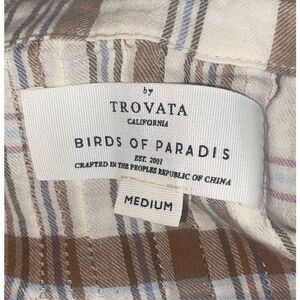 by
TROVATA
CALIFORNIA
BIRDS OF PARADIS
EST. 2001
CRAFTED IN THE PEOPLES REPUBLIC OF CHINA
MEDIUM